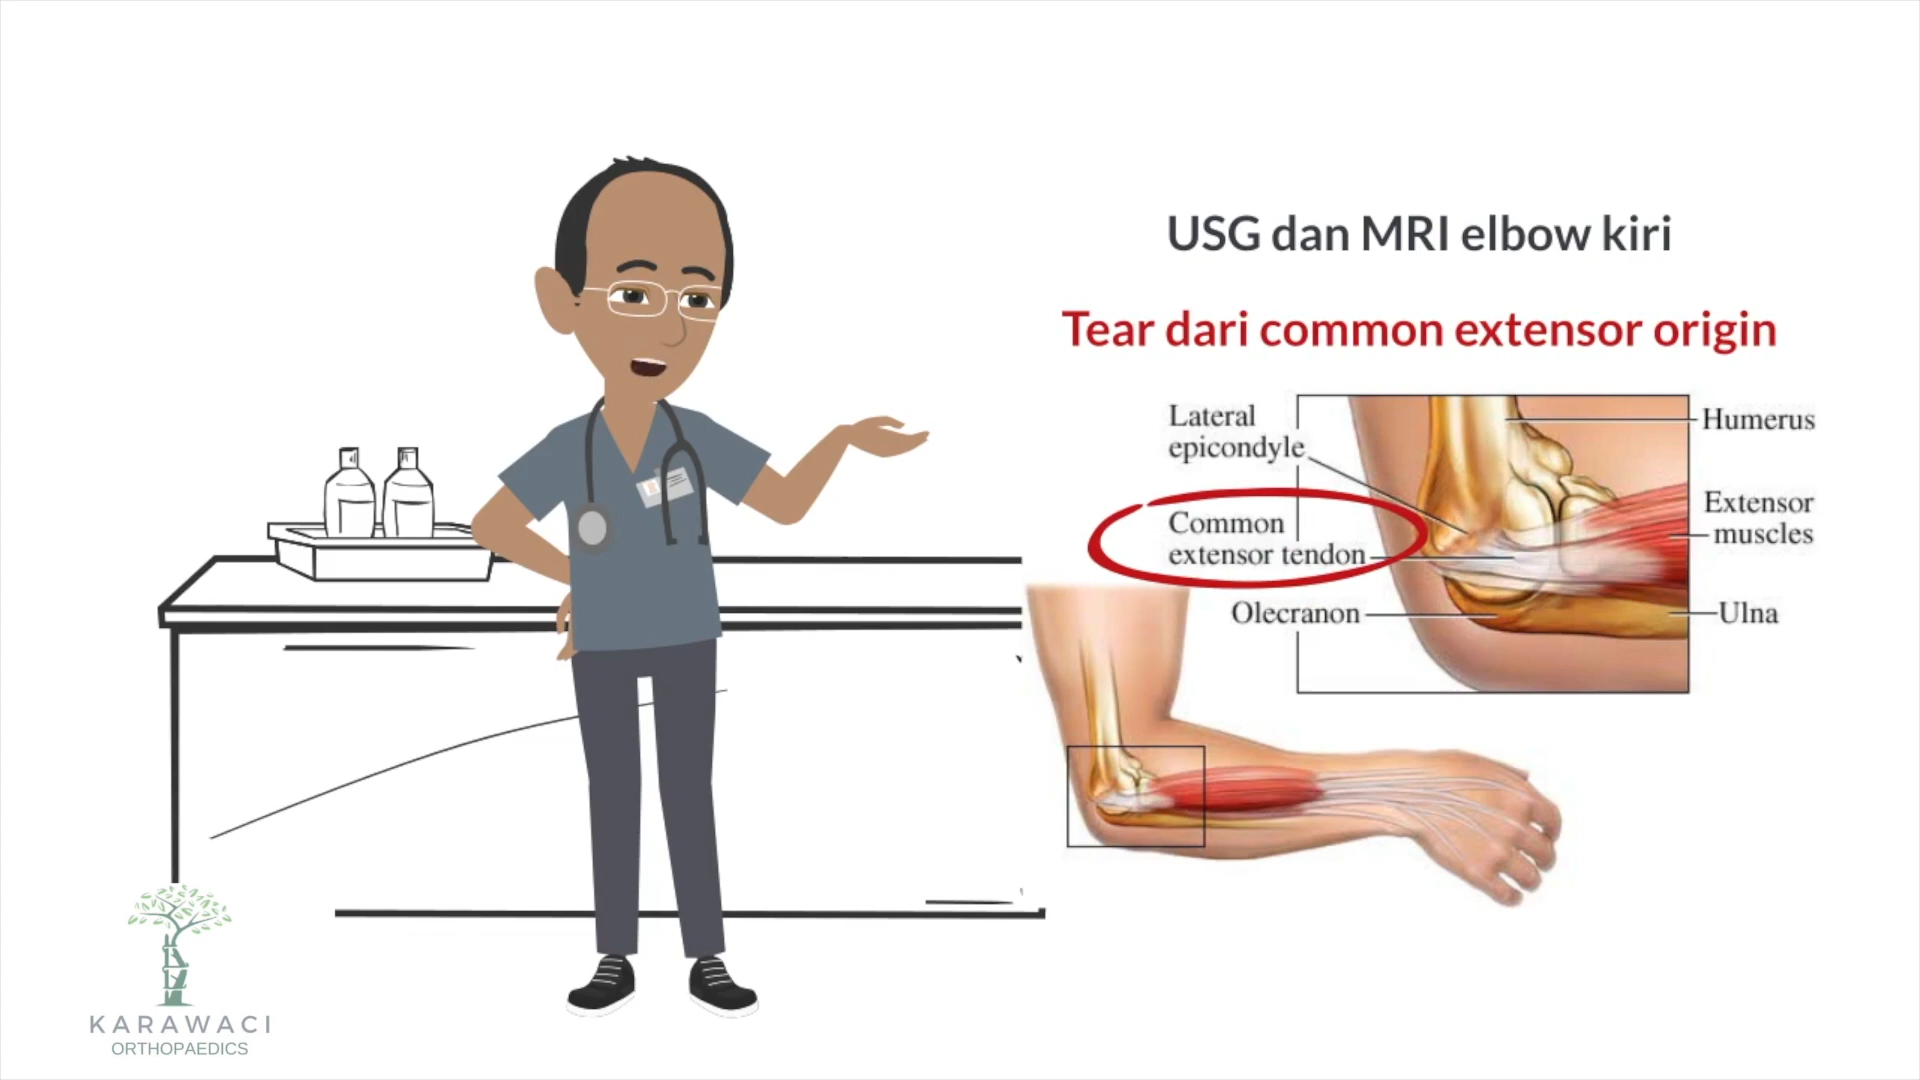 USG dan MRI elbow kiri
Tear dari common extensor origin
Lateral
epicondyle
Humerus
Extensor
muscles
Common
extensor tendon
Olecranon
Ulna
KARAWACI
ORTHOPAEDICS